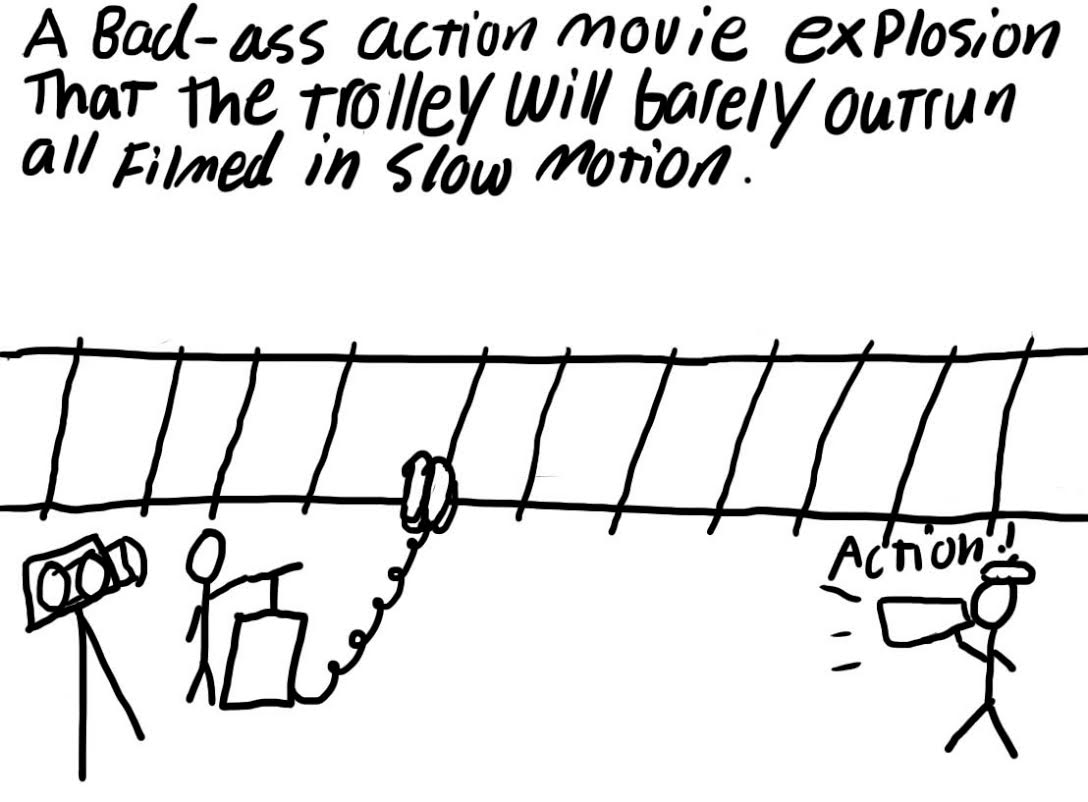 A Bad-ass action movie explosion
That the trolley will barely outrun
all Filmed in slow motion.
Action!!